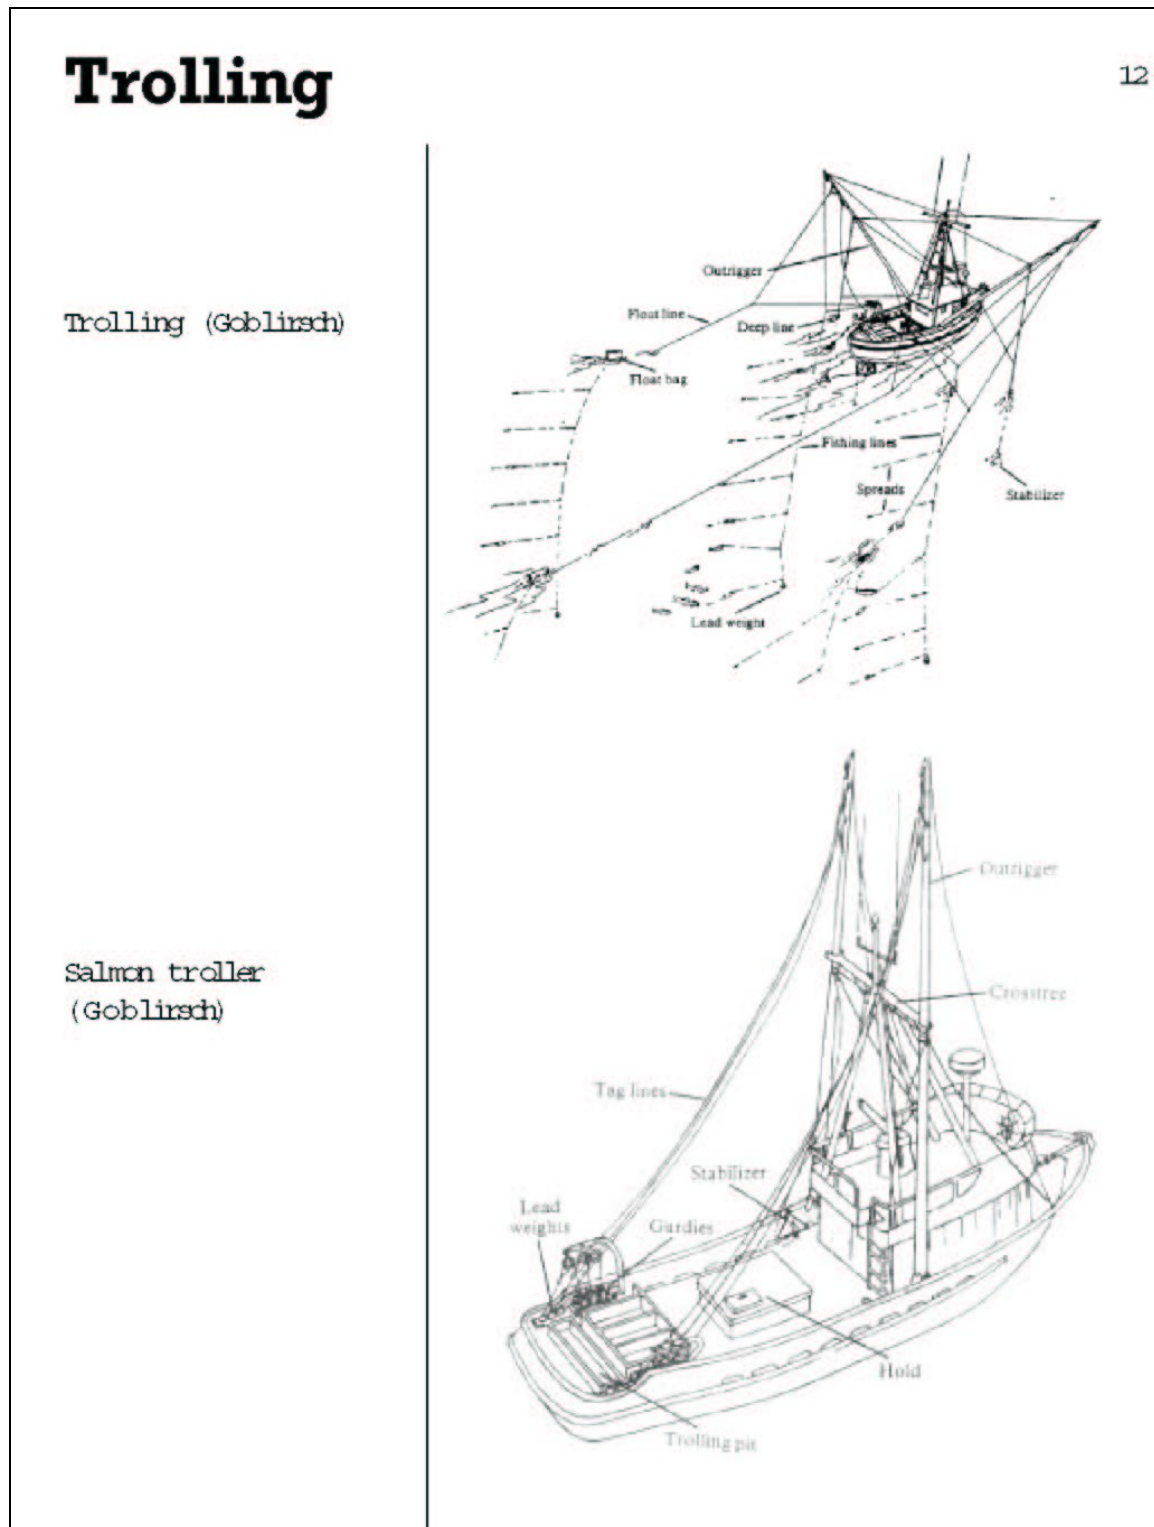 Trolling
12
Trolling (Goblirsch)
Outrigger
Float line
Deep line
Float bag
Fishing lines
Spreads
Stabilizer
Lead weight
Salmon troller
(Goblirsch)
Outrigger
Crosstree
Tag lines
Stabilizer
Lead
weights
Gurdies
Hold
Trolling pit